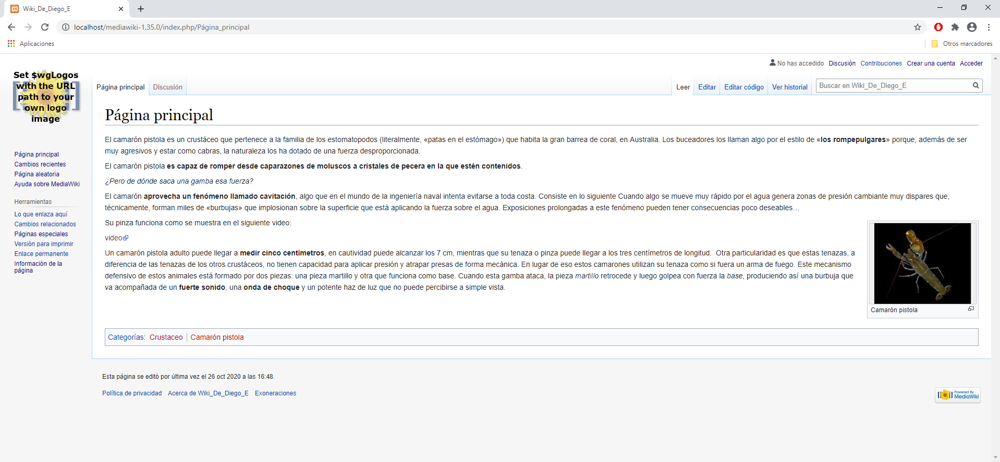 Wiki_De_Diego_E
localhost/mediawiki-1.35.0/index.php/Página_principal
Aplicaciones
Otros marcadores
No has accedido Discusión Contribuciones Crear una cuenta Acceder
Set $wgLogos
with the URL
path to your
own logo
image
Página principal Discusión Leer Editar Editar código Ver historial Buscar en Wiki_De_Diego_E
Página principal
El camarón pistola es un crustáceo que pertenece a la familia de los estomatopodos (literalmente, «patas en el estómago») que habita la gran barrea de coral, en Australia. Los buceadores los llaman algo por el estilo de «los rompepulgares» porque, además de ser
muy agresivos y estar como cabras, la naturaleza los ha dotado de una fuerza desproporcionada.
El camarón pistola es capaz de romper desde caparazones de moluscos a cristales de pecera en la que estén contenidos.
¿Pero de dónde saca una gamba esa fuerza?
El camarón aprovecha un fenómeno llamado cavitación, algo que en el mundo de la ingeniería naval intenta evitarse a toda costa. Consiste en lo siguiente Cuando algo se mueve muy rápido por el agua genera zonas de presión cambiante muy dispares que,
técnicamente, forman miles de «burbujas» que implosionan sobre la superficie que está aplicando la fuerza sobre el agua. Exposiciones prolongadas a este fenómeno pueden tener consecuencias poco deseables…
Su pinza funciona como se muestra en el siguiente video:
video
Un camarón pistola adulto puede llegar a medir cinco centímetros, en cautividad puede alcanzar los 7 cm, mientras que su tenaza o pinza puede llegar a los tres centímetros de longitud. Otra particularidad es que estas tenazas, a
diferencia de las tenazas de los otros crustáceos, no tienen capacidad para aplicar presión y atrapar presas de forma mecánica. En lugar de eso estos camarones utilizan su tenaza como si fuera un arma de fuego. Este mecanismo
defensivo de estos animales está formado por dos piezas: una pieza martillo y otra que funciona como base. Cuando esta gamba ataca, la pieza martillo retrocede y luego golpea con fuerza la base, produciendo así una burbuja que
va acompañada de un fuerte sonido, una onda de choque y un potente haz de luz que no puede percibirse a simple vista.
Camarón pistola
Categorías: Crustaceo Camarón pistola
Página principal
Cambios recientes
Página aleatoria
Ayuda sobre MediaWiki
Herramientas
Lo que enlaza aquí
Cambios relacionados
Páginas especiales
Versión para imprimir
Enlace permanente
Información de la
página
Esta página se editó por última vez el 26 oct 2020 a las 16:48.
Política de privacidad Acerca de Wiki_De_Diego_E Exoneraciones
Powered By
MediaWiki